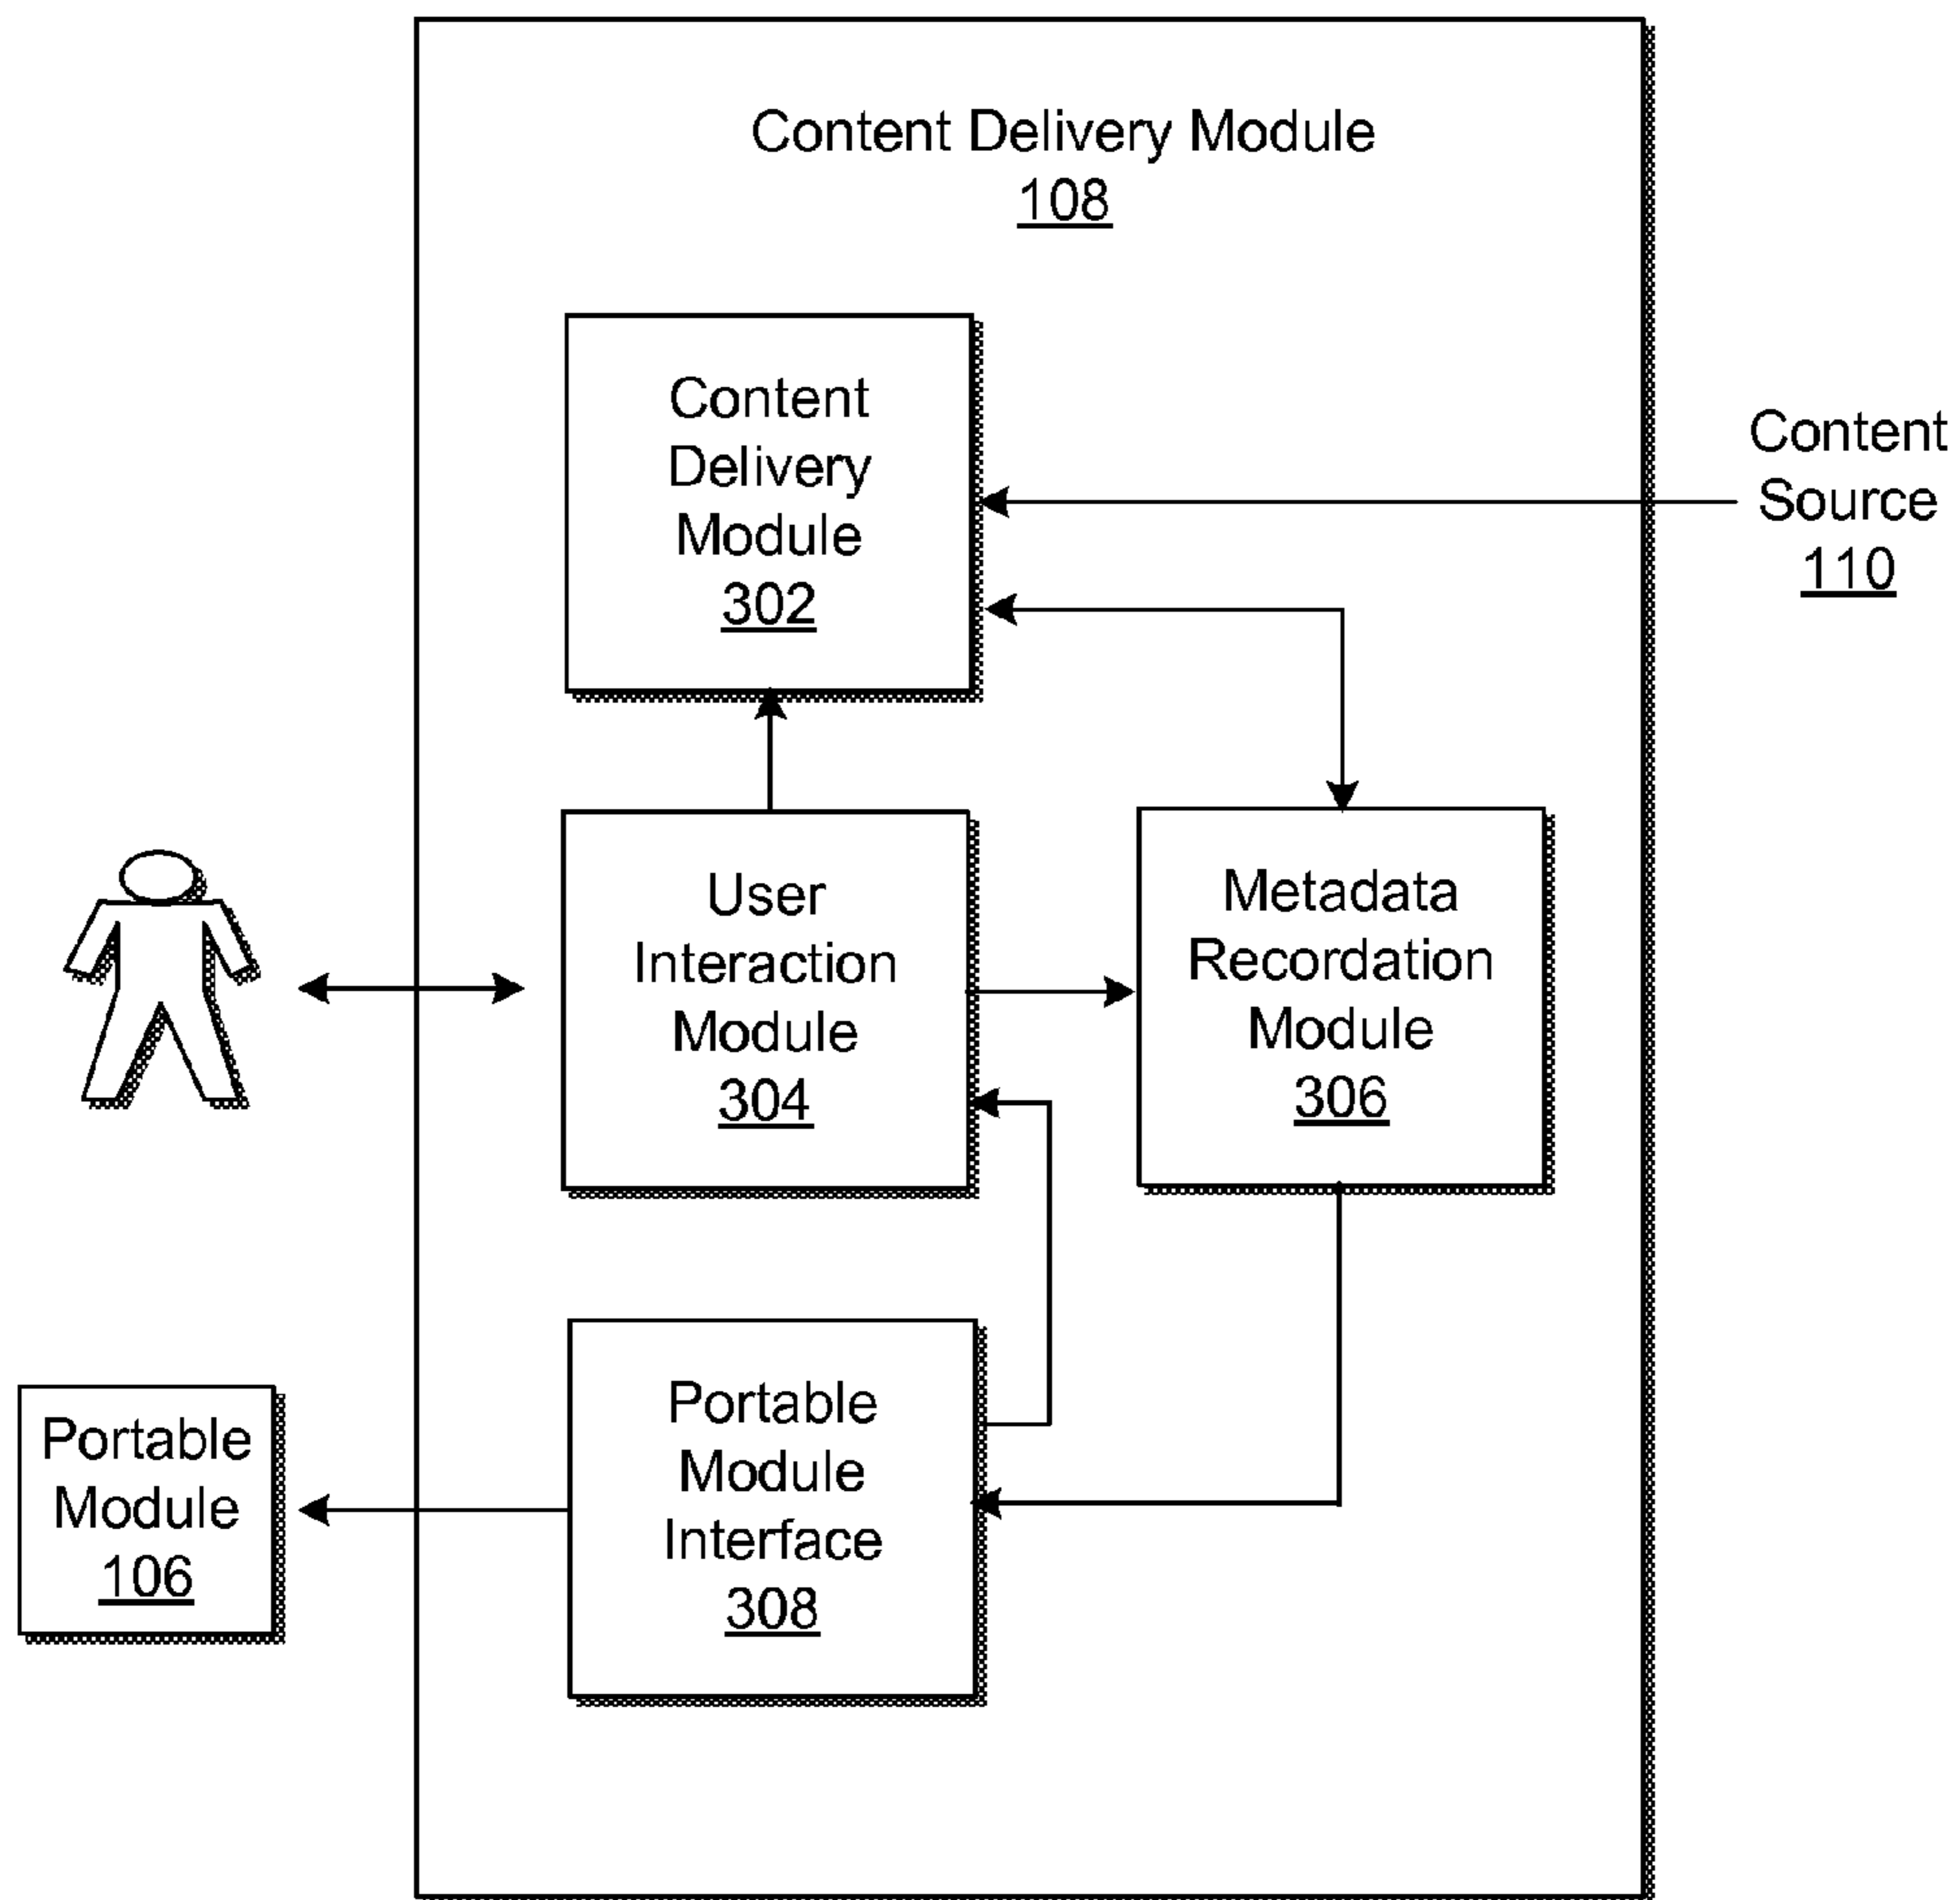 Content Delivery Module
108
Content
Delivery
Module
302
Content
Source
110
User
Interaction
Module
304
Metadata
Recordation
Module
306
Portable
Module
Interface
308
Portable
Module
106